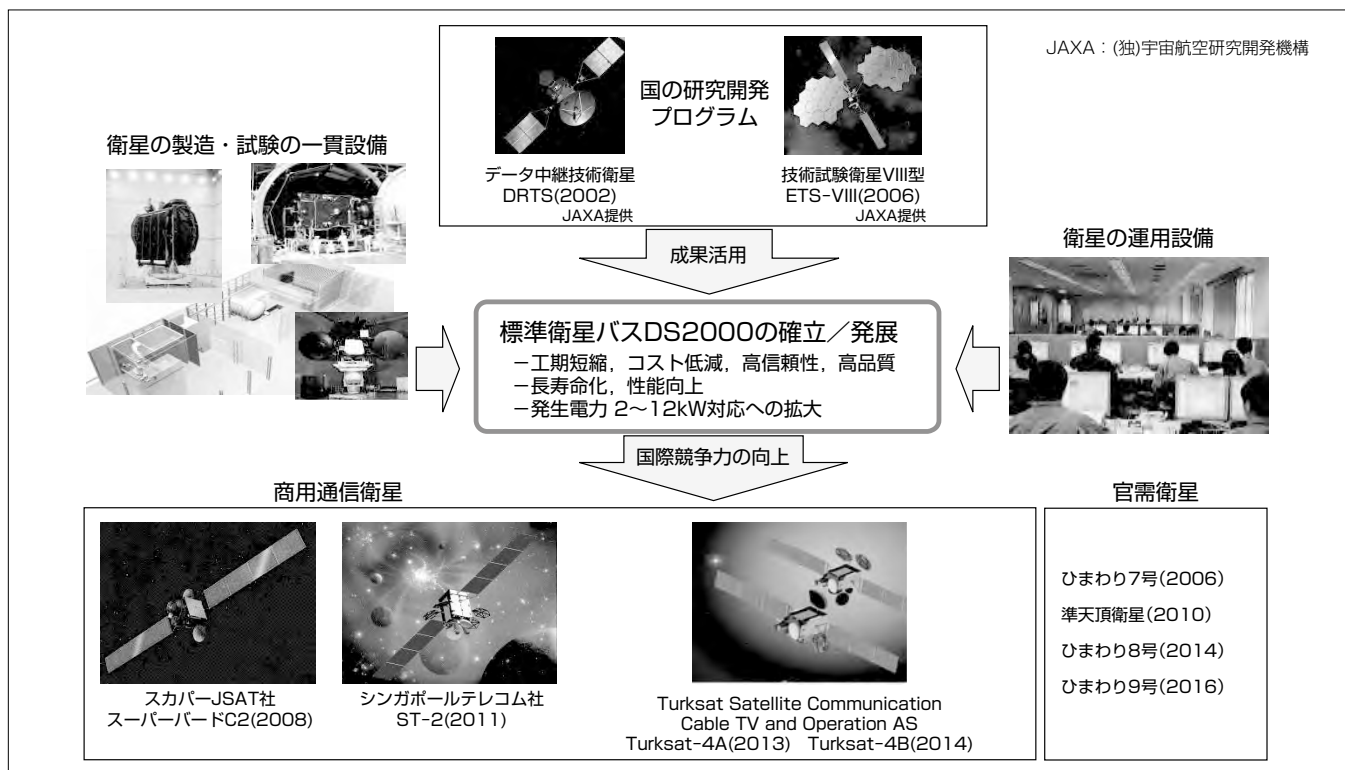 JAXA：(独)宇宙航空研究開発機構
国の研究開発
プログラム
データ中継技術衛星
DRTS(2002)
JAXA提供
技術試験衛星VIII型
ETS-VIII(2006)
JAXA提供
衛星の製造・試験の一貫設備
成果活用
衛星の運用設備
標準衛星バスDS2000の確立／発展
－工期短縮，コスト低減，高信頼性，高品質
－長寿命化，性能向上
－発生電力 2～12kW対応への拡大
国際競争力の向上
商用通信衛星
スカパーJSAT社
スーパーバードC2(2008)
シンガポールテレコム社
ST-2(2011)
Turksat Satellite Communication
Cable TV and Operation AS
Turksat-4A(2013) Turksat-4B(2014)
官需衛星
ひまわり7号(2006)
準天頂衛星(2010)
ひまわり8号(2014)
ひまわり9号(2016)